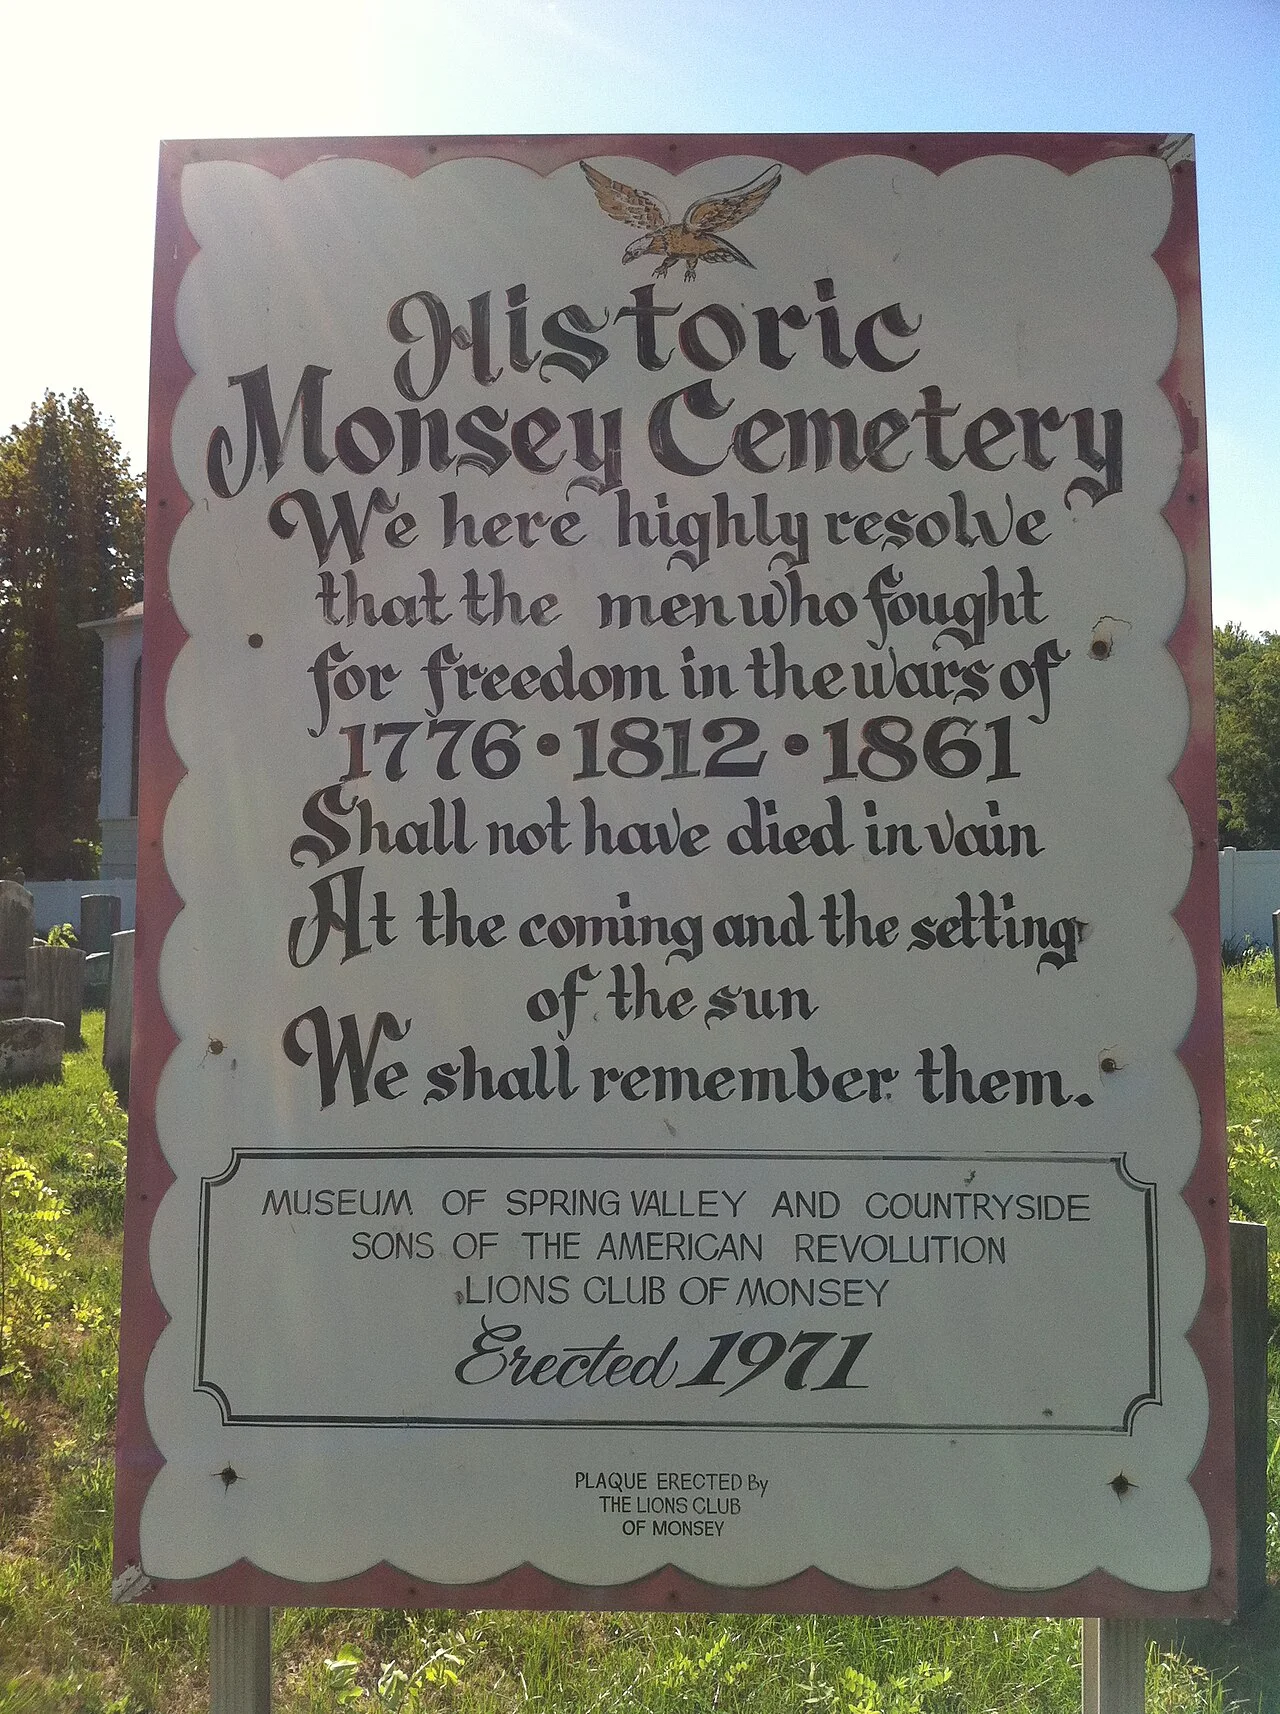 Historic
Monsey Cemetery
We here highly resolve
that the men who fought
for freedom in the wars of
1776 • 1812 • 1861
Shall not have died in vain
At the coming and the setting
of the sun
We shall remember them.
MUSEUM OF SPRING VALLEY AND COUNTRYSIDE
SONS OF THE AMERICAN REVOLUTION
LIONS CLUB OF MONSEY
Erected 1971
PLAQUE ERECTED By
THE LIONS CLUB
OF MONSEY